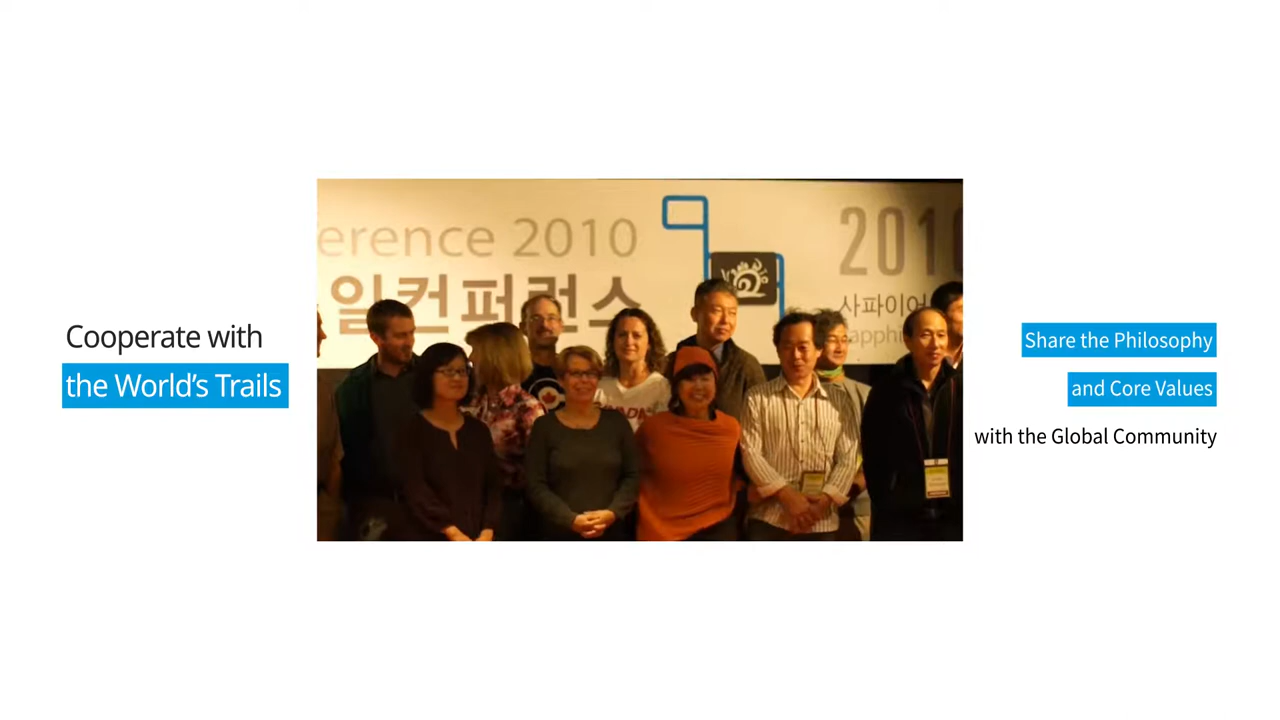 Cooperate with
the World's Trails
erence 2010
일컨퍼런스
2010
사파이어
Share the Philosophy
and Core Values
with the Global Community